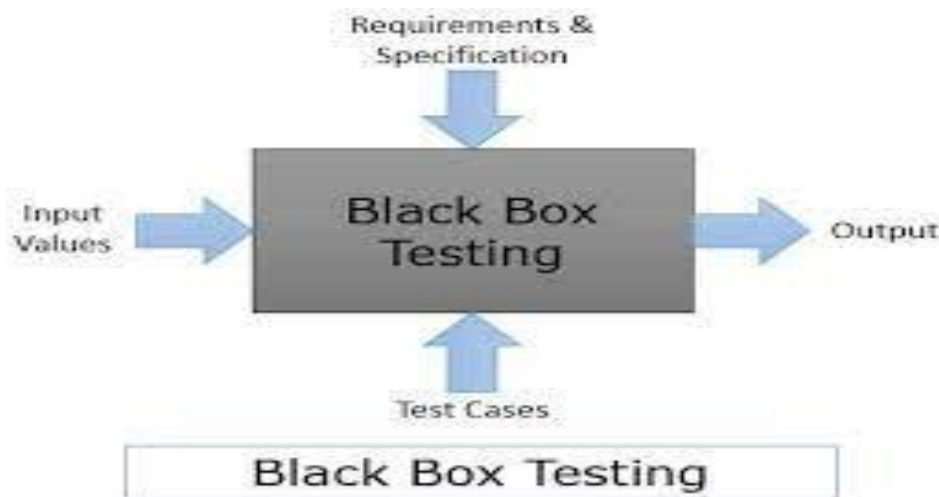 Requirements &
Specification
Input
Values
Black Box
Testing
Output
Test Cases
Black Box Testing